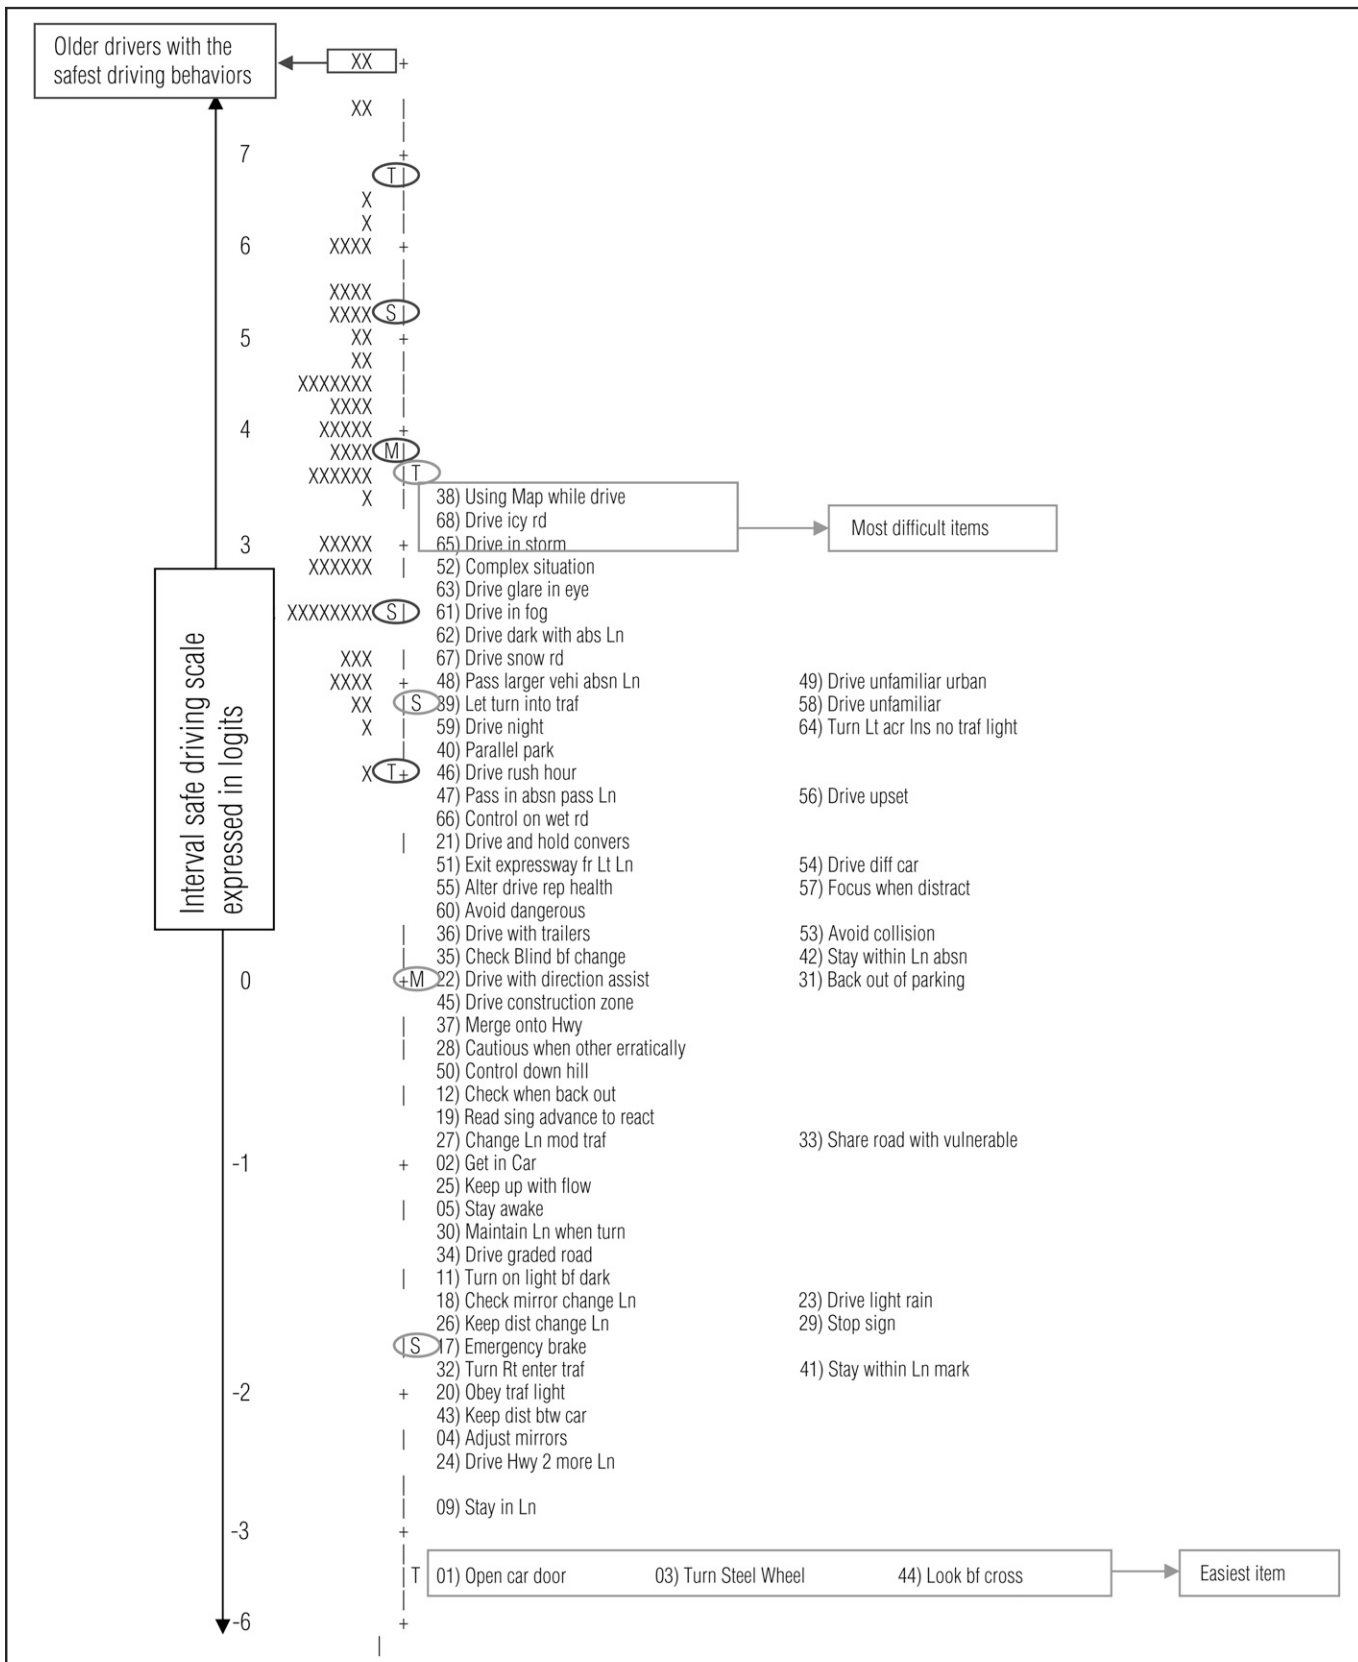 Older drivers with the
safest driving behaviors
XX +
XX |
|
7 +
T|
X |
X |
6 XXXX +
|
XXXX |
XXXX S|
5 XX +
XX |
XXXXXXX |
XXXX |
4 XXXXX +
XXXX M|
XXXXXX |T
X | 38) Using Map while drive
68) Drive icy rd
Most difficult items
3 XXXXX + 65) Drive in storm
XXXXXX | 52) Complex situation
63) Drive glare in eye
XXXXXXXX S| 61) Drive in fog
62) Drive dark with abs Ln
XXX | 67) Drive snow rd
XXXX + 48) Pass larger vehi absn Ln 49) Drive unfamiliar urban
XX |S 39) Let turn into traf 58) Drive unfamiliar
X | 59) Drive night 64) Turn Lt acr lns no traf light
| 40) Parallel park
X T+ 46) Drive rush hour
47) Pass in absn pass Ln 56) Drive upset
66) Control on wet rd
| 21) Drive and hold convers
51) Exit expressway fr Lt Ln 54) Drive diff car
55) Alter drive rep health 57) Focus when distract
60) Avoid dangerous
| 36) Drive with trailers 53) Avoid collision
| 35) Check Blind bf change 42) Stay within Ln absn
0 +M 22) Drive with direction assist 31) Back out of parking
45) Drive construction zone
| 37) Merge onto Hwy
| 28) Cautious when other erratically
50) Control down hill
| 12) Check when back out
19) Read sing advance to react
27) Change Ln mod traf 33) Share road with vulnerable
-1 + 02) Get in Car
25) Keep up with flow
| 05) Stay awake
30) Maintain Ln when turn
34) Drive graded road
| 11) Turn on light bf dark
18) Check mirror change Ln 23) Drive light rain
26) Keep dist change Ln 29) Stop sign
|S 17) Emergency brake
32) Turn Rt enter traf 41) Stay within Ln mark
-2 + 20) Obey traf light
43) Keep dist btw car
| 04) Adjust mirrors
24) Drive Hwy 2 more Ln
|
| 09) Stay in Ln
-3 +
|
| T 01) Open car door 03) Turn Steel Wheel 44) Look bf cross Easiest item
|
-6 +
|
Interval safe driving scale
expressed in logits